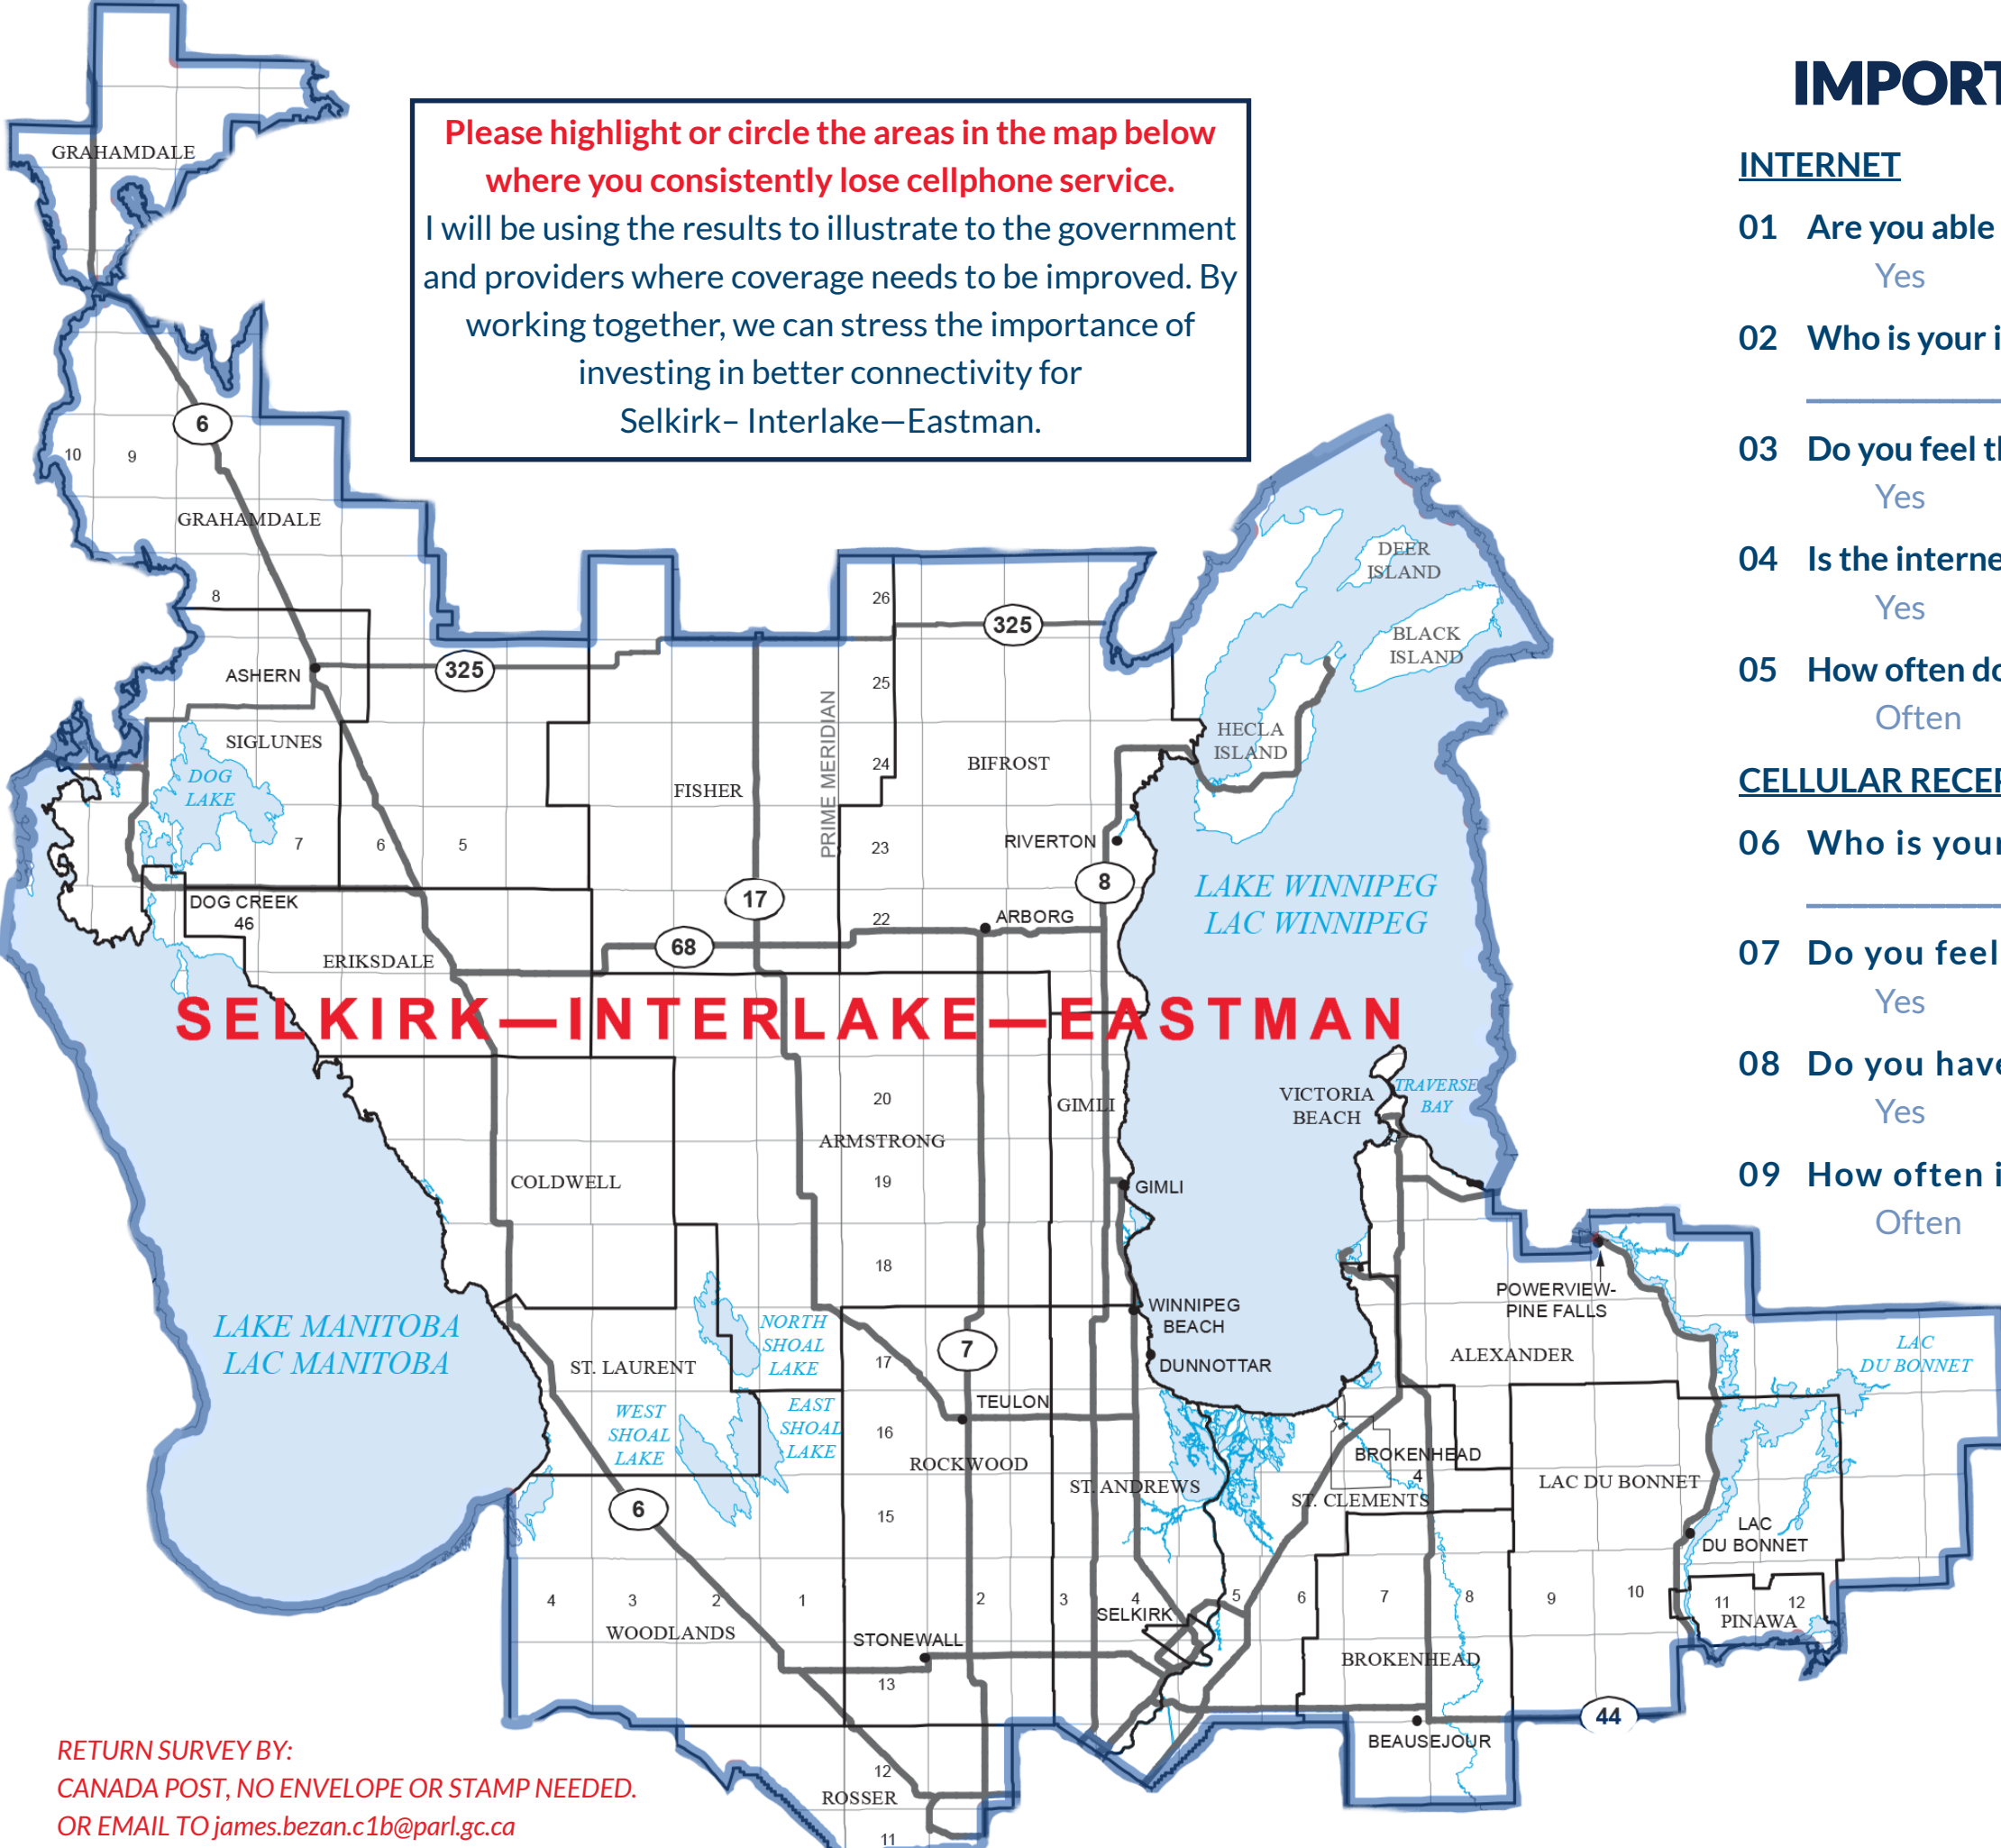 Please highlight or circle the areas in the map below
where you consistently lose cellphone service.
I will be using the results to illustrate to the government
and providers where coverage needs to be improved. By
working together, we can stress the importance of
investing in better connectivity for
Selkirk– Interlake—Eastman.
GRAHAMDALE
6
10
9
GRAHAMDALE
8
ASHERN
325
325
26
25
PRIME MERIDIAN
DEER
ISLAND
BLACK
ISLAND
HECLA
ISLAND
SIGLUNES
DOG
LAKE
FISHER
24
BIFROST
7
6
5
23
RIVERTON
8
17
DOG CREEK
46
22
ARBORG
68
ERIKSDALE
LAKE WINNIPEG
LAC WINNIPEG
SELKIRK—INTERLAKE—EASTMAN
20
ARMSTRONG
GIMLI
VICTORIA
BEACH
TRAVERSE
BAY
COLDWELL
19
GIMLI
18
POWERVIEW-
PINE FALLS
LAKE MANITOBA
LAC MANITOBA
NORTH
SHOAL
LAKE
WINNIPEG
BEACH
7
DUNNOTTAR
ST. LAURENT
17
ALEXANDER
LAC
DU BONNET
WEST
SHOAL
LAKE
EAST
SHOAL
LAKE
TEULON
16
ROCKWOOD
BROKENHEAD
4
ST. ANDREWS
ST. CLEMENTS
LAC DU BONNET
6
15
LAC
DU BONNET
4
3
2
1
2
3
4
5
6
7
8
9
10
11
12
PINAWA
SELKIRK
WOODLANDS
STONEWALL
BROKENHEAD
13
44
BEAUSEJOUR
12
ROSSER
11
RETURN SURVEY BY:
CANADA POST, NO ENVELOPE OR STAMP NEEDED.
OR EMAIL TO james.bezan.c1b@parl.gc.ca
INTERNET
01 Are you able
Yes
02 Who is your
03 Do you feel
Yes
04 Is the
Yes
05 How often
Often
CELLULAR
06 Who is your
07 Do you feel
Yes
08 Do you have
Yes
09 How often
Often